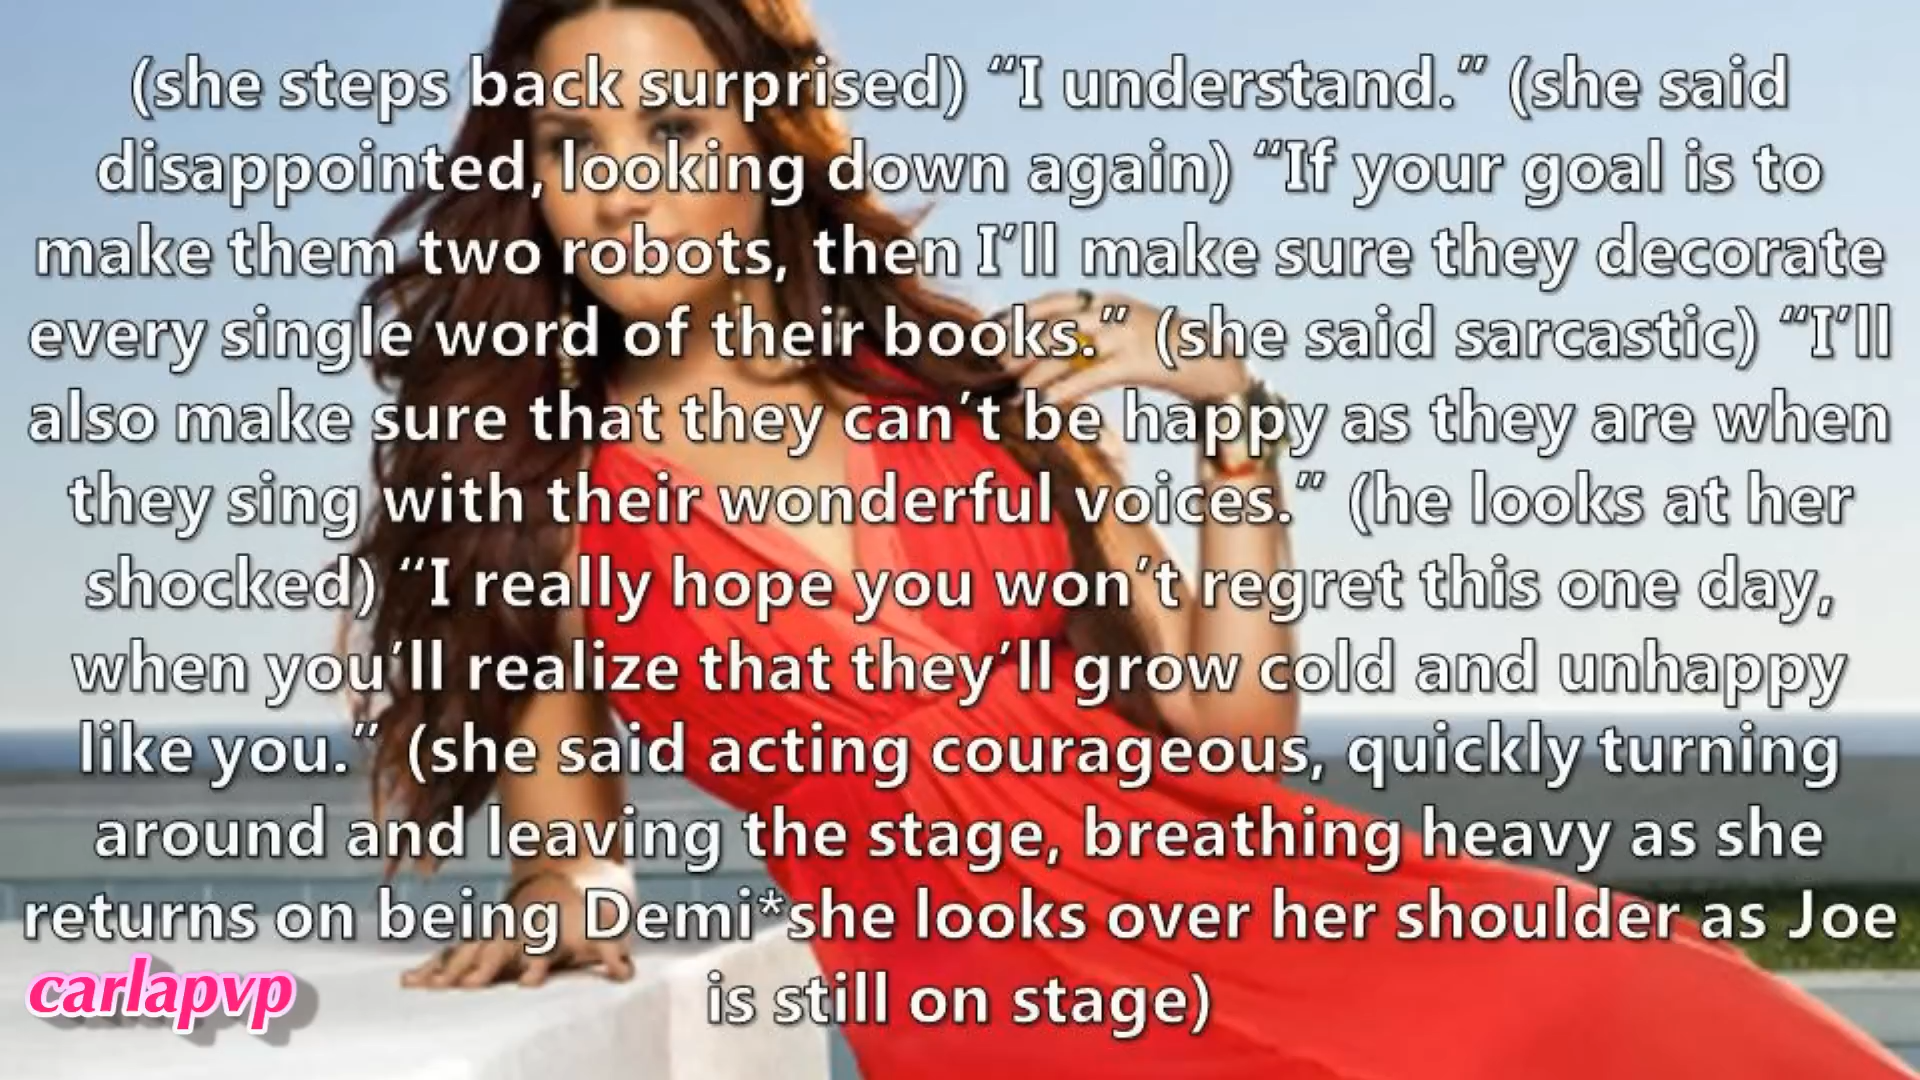 (she steps back surprised) “I understand.” (she said
disappointed, looking down again) “If your goal is to
make them two robots, then I’ll make sure they decorate
every single word of their books.” (she said sarcastic) “I’ll
also make sure that they can’t be happy as they are when
they sing with their wonderful voices.” (he looks at her
shocked) “I really hope you won’t regret this one day,
when you’ll realize that they’ll grow cold and unhappy
like you.” (she said acting courageous, quickly turning
around and leaving the stage, breathing heavy as she
returns on being Demi*she looks over her shoulder as Joe
is still on stage)
carlapvp